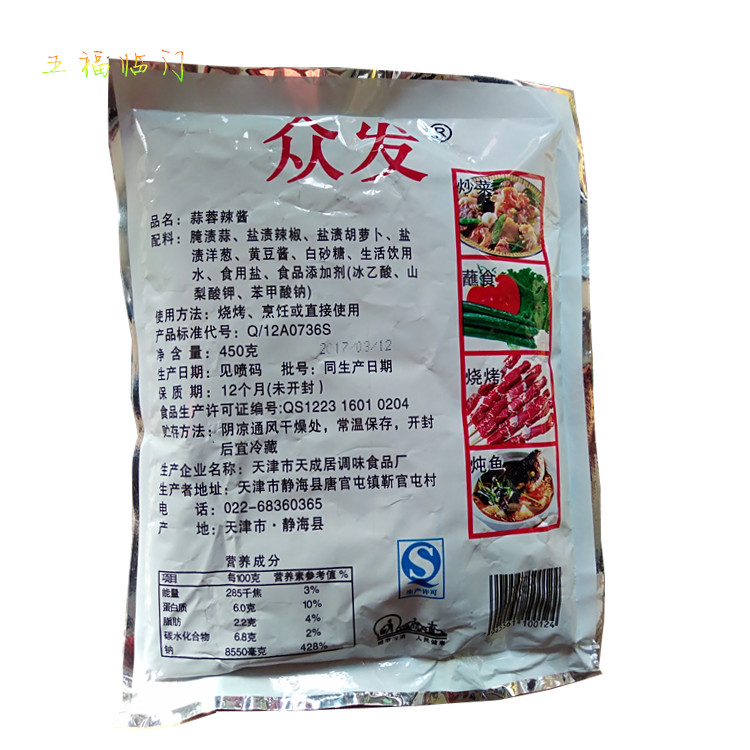 五福临门
众发®
品名：蒜蓉辣酱
配料：腌渍蒜、盐渍辣椒、盐渍胡萝卜、盐
渍洋葱、黄豆酱、白砂糖、生活饮用
水、食用盐、食品添加剂(冰乙酸、山
梨酸钾、苯甲酸钠)
使用方法：烧烤、烹饪或直接使用
产品标准代号：Q/12A0736S
净 含 量：450克
2017/03/12
生产日期：见喷码 批号：同生产日期
保 质 期：12个月(未开封)
食品生产许可证编号:QS1223 1601 0204
贮存方法：阴凉通风干燥处，常温保存，开封
后宜冷藏
生产企业名称：天津市天成居调味食品厂
生产者地址：天津市静海县唐官屯镇靳官屯村
电 话：022-68360365
产 地：天津市·静海县
炒菜
蘸食
烧烤
炖鱼
营养成分
项目 每100克 营养素参考值 %
能量 285千焦 3%
蛋白质 6.0克 10%
脂肪 2.2克 4%
碳水化合物 6.8克 2%
钠 8550毫克 428%
生产许可